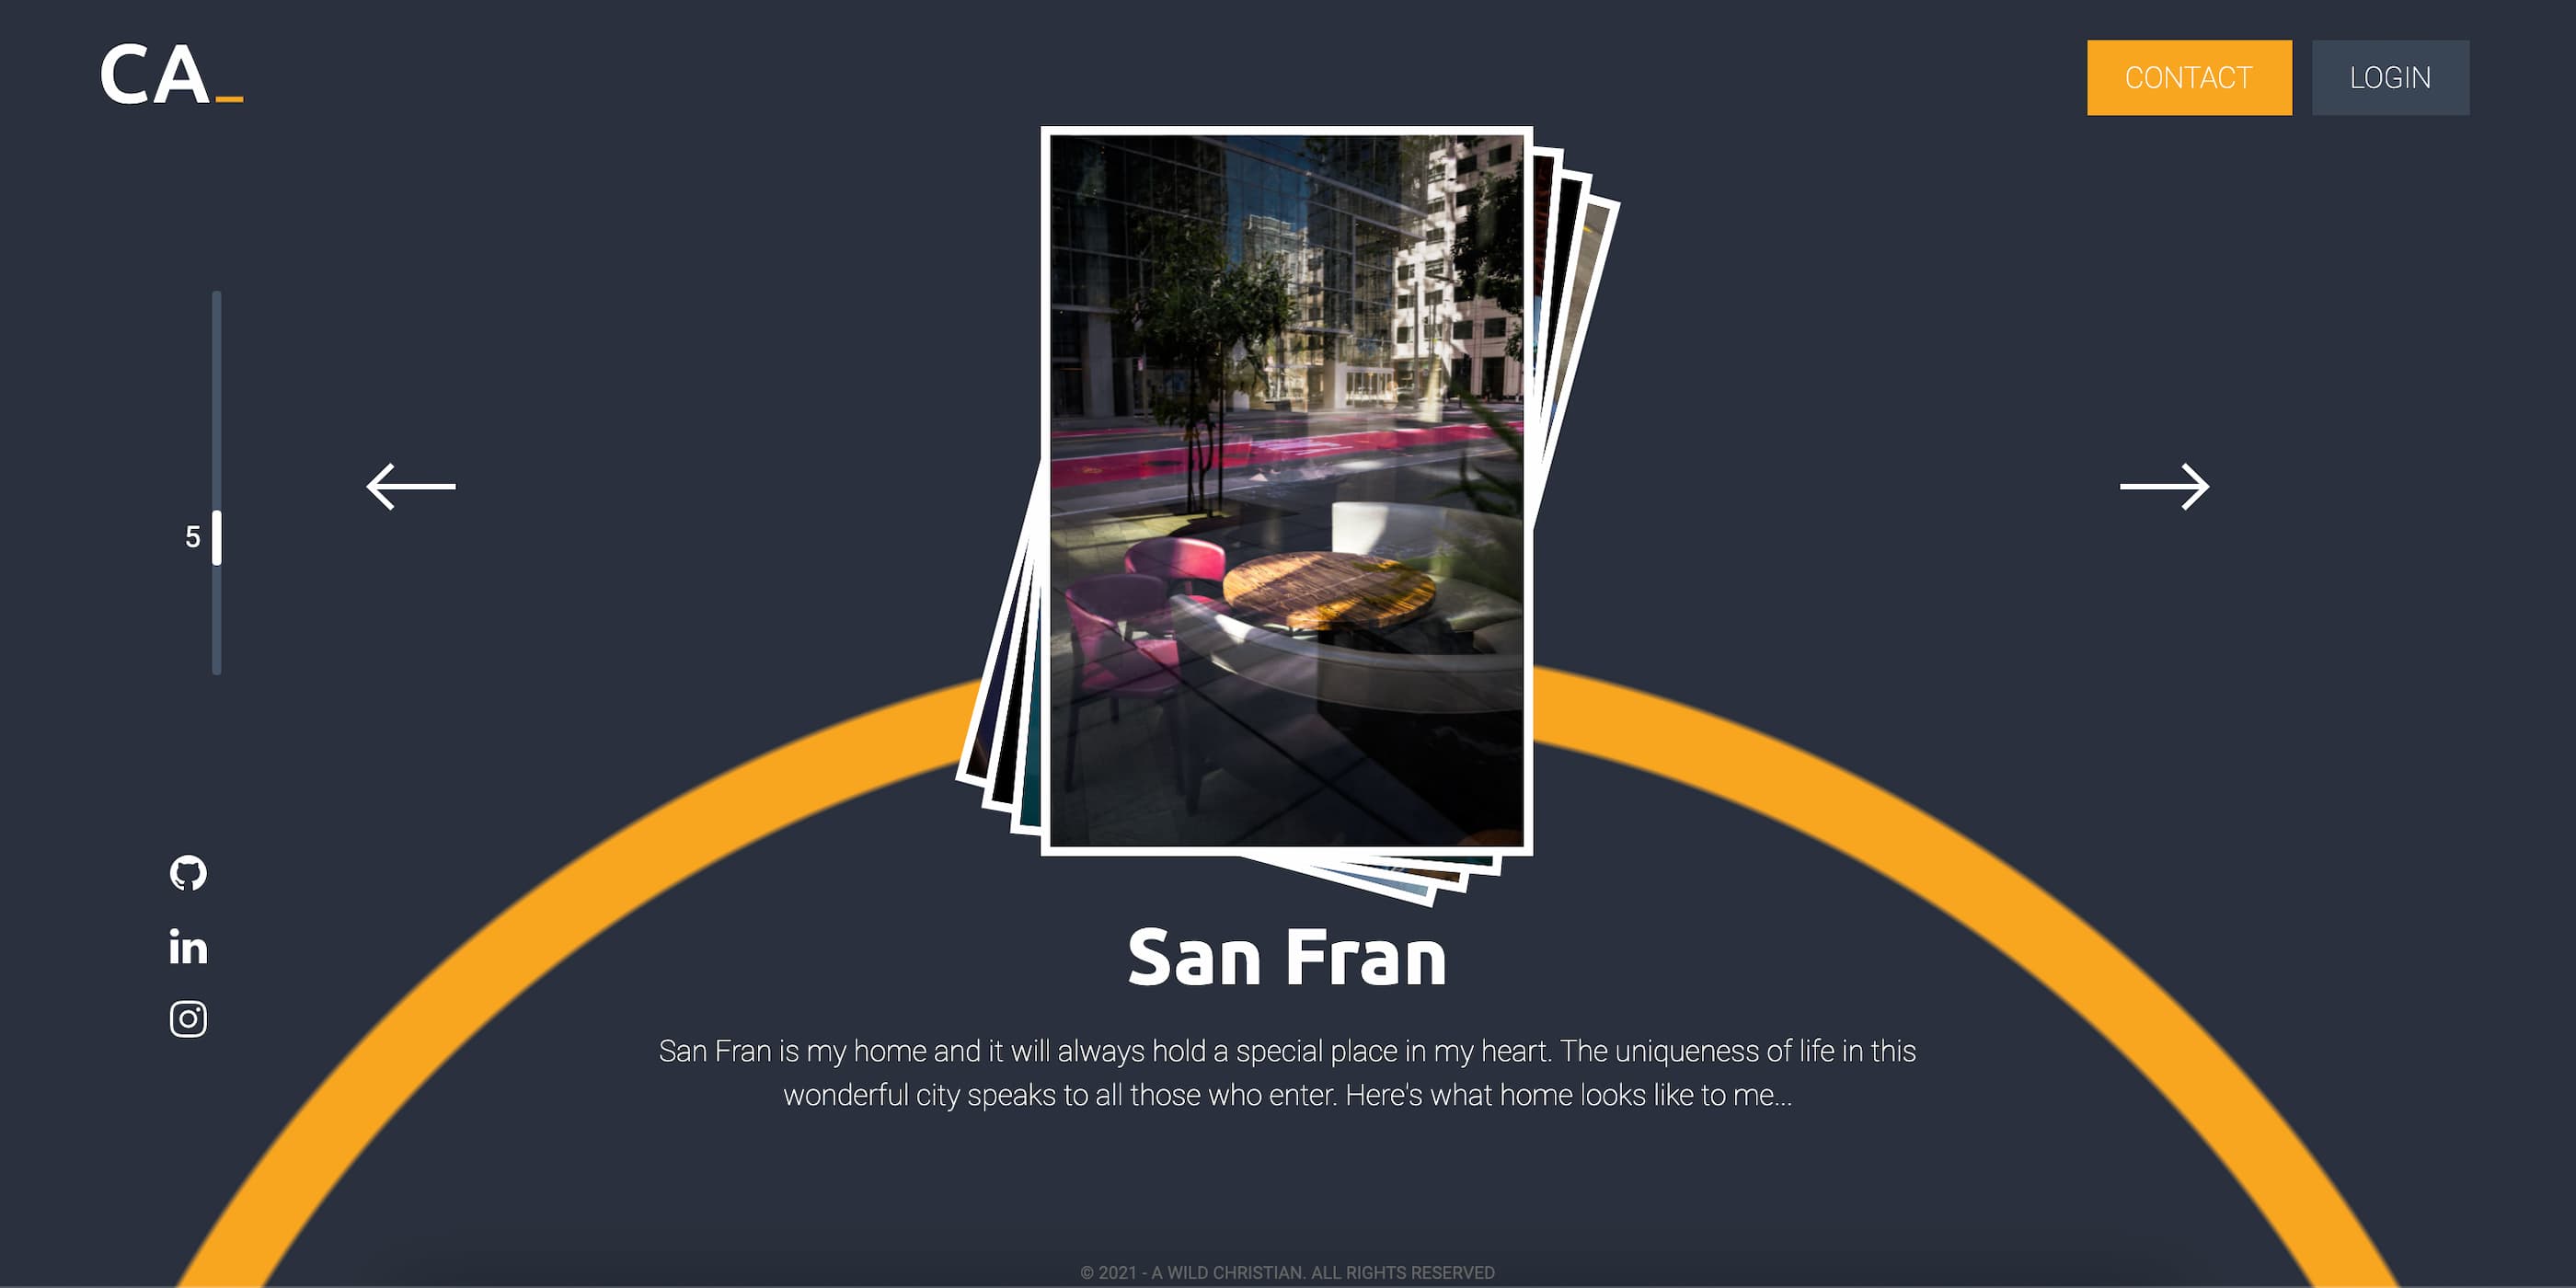 CA_
CONTACT
LOGIN
5
in
San Fran
San Fran is my home and it will always hold a special place in my heart. The uniqueness of life in this
wonderful city speaks to all those who enter. Here's what home looks like to me...
© 2021 - A WILD CHRISTIAN. ALL RIGHTS RESERVED